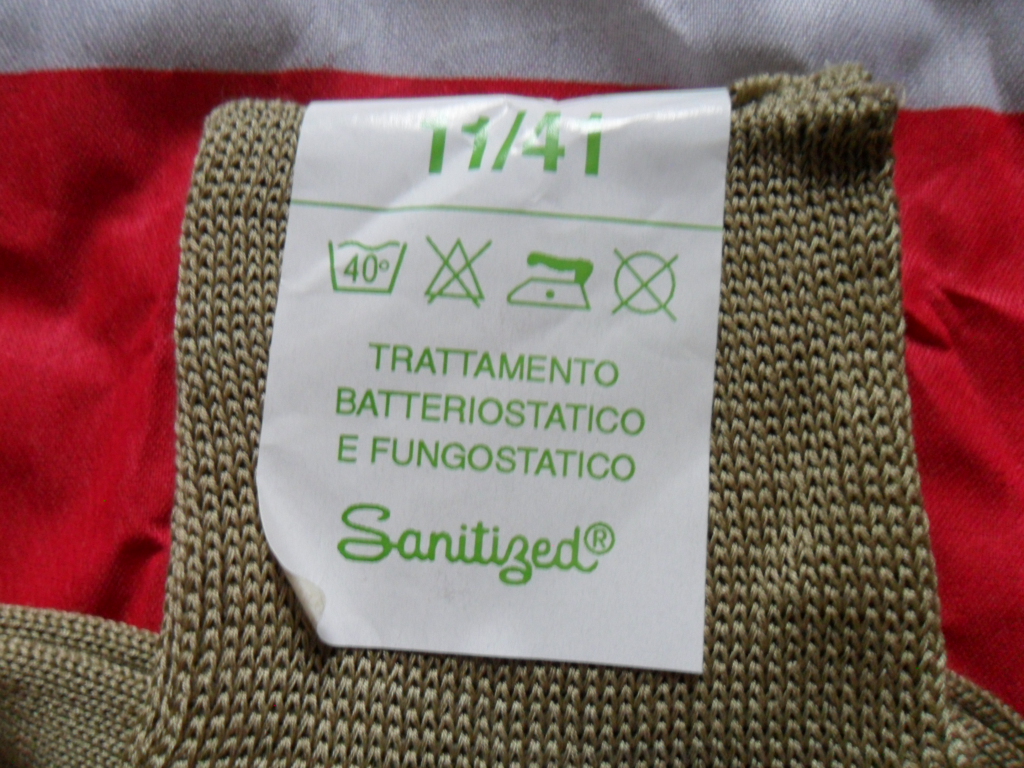 11/41
40°
TRATTAMENTO
BATTERIOSTATICO
E FUNGOSTATICO
Sanitized®